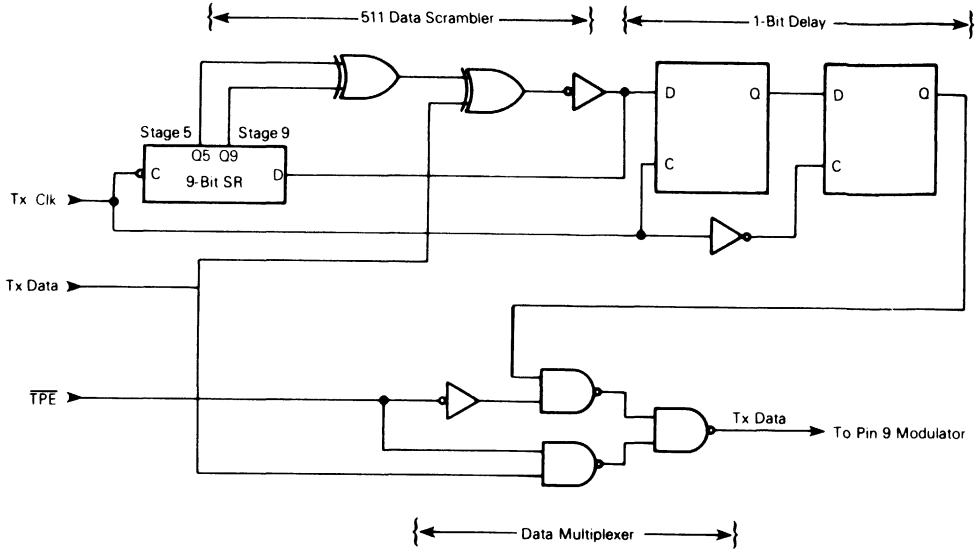 511 Data Scrambler
1-Bit Delay
Stage 5 Stage 9
Q5 Q9
C 9-Bit SR D
D Q
C
D Q
C
Tx Clk
Tx Data
TPE
Tx Data
To Pin 9 Modulator
Data Multiplexer